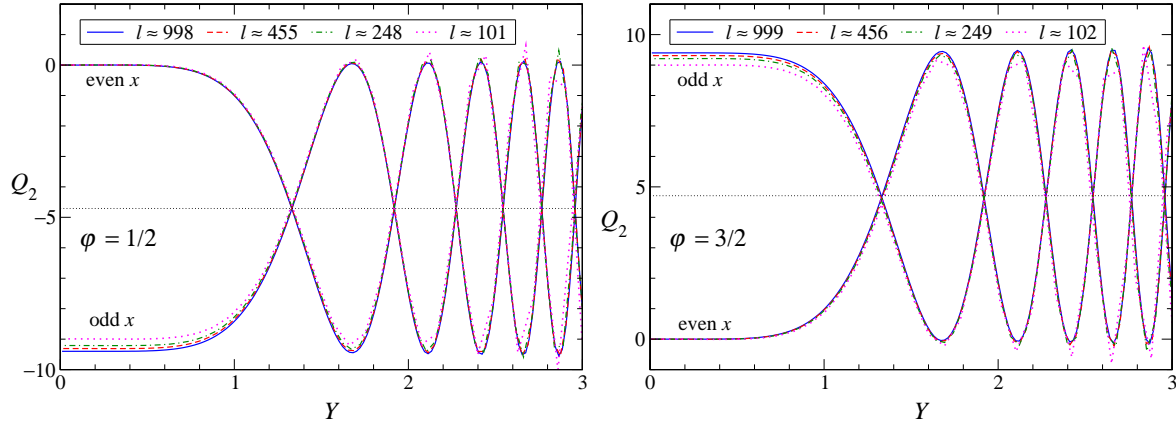 l ≈ 998 l ≈ 455 l ≈ 248 l ≈ 101
0
even x
Q₂
−5
φ = 1/2
odd x
−10
0 1 2 3
Y
l ≈ 999 l ≈ 456 l ≈ 249 l ≈ 102
10
odd x
5
Q₂
φ = 3/2
even x
0
0 1 2 3
Y